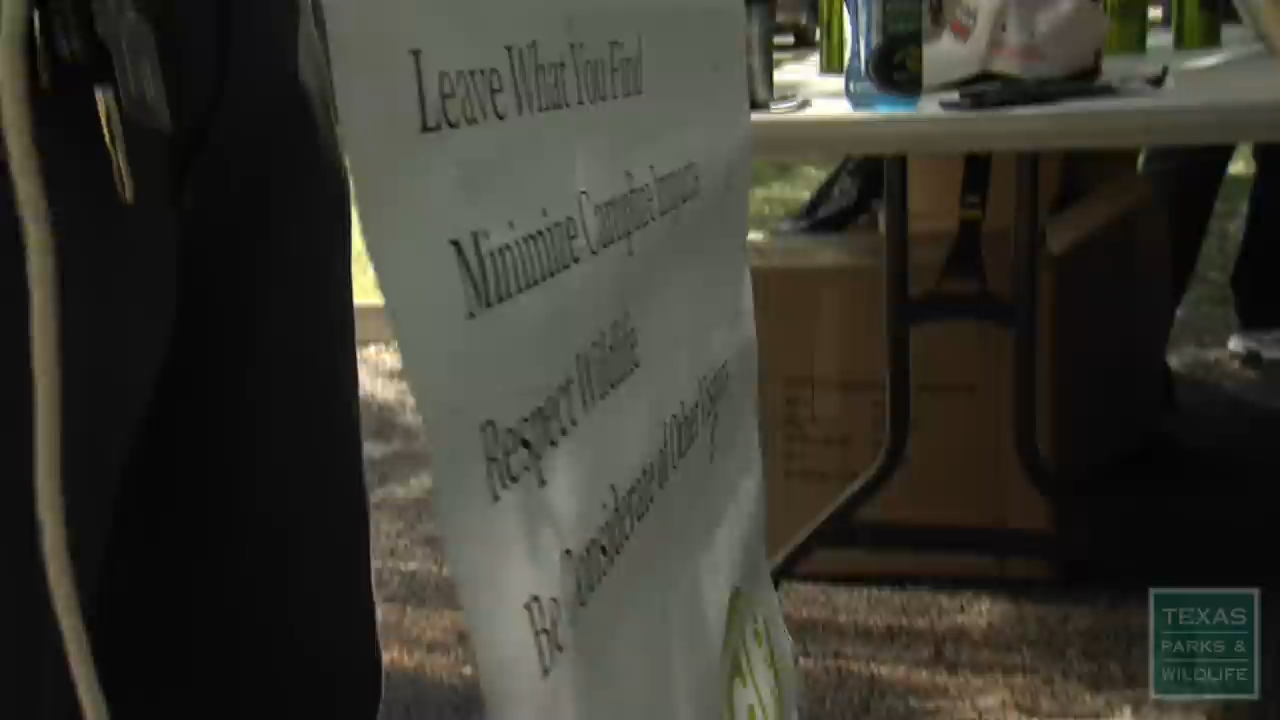 Leave What You Find
Minimize Campfire Impacts
Respect Wildlife
Be Considerate of Other Visitors
TEXAS
PARKS &
WILDLIFE